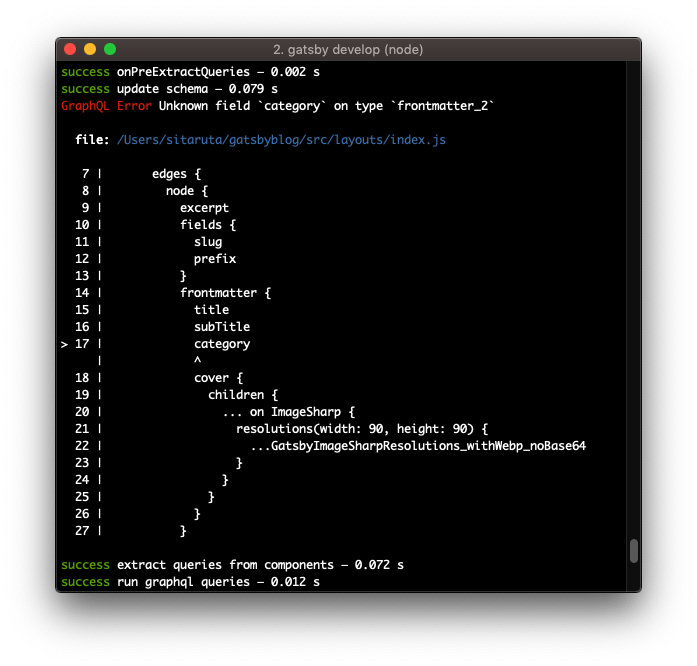 2. gatsby develop (node)
success onPreExtractQueries — 0.002 s
success update schema — 0.079 s
GraphQL Error Unknown field `category` on type `frontmatter_2`
  file: /Users/sitaruta/gatsbyblog/src/layouts/index.js
   7 |       edges {
   8 |         node {
   9 |           excerpt
  10 |           fields {
  11 |             slug
  12 |             prefix
  13 |           }
  14 |           frontmatter {
  15 |             title
  16 |             subTitle
> 17 |             category
     |             ^
  18 |             cover {
  19 |               children {
  20 |                 ... on ImageSharp {
  21 |                   resolutions(width: 90, height: 90) {
  22 |                     ...GatsbyImageSharpResolutions_withWebp_noBase64
  23 |                   }
  24 |                 }
  25 |               }
  26 |             }
  27 |           }
success extract queries from components — 0.072 s
success run graphql queries — 0.012 s